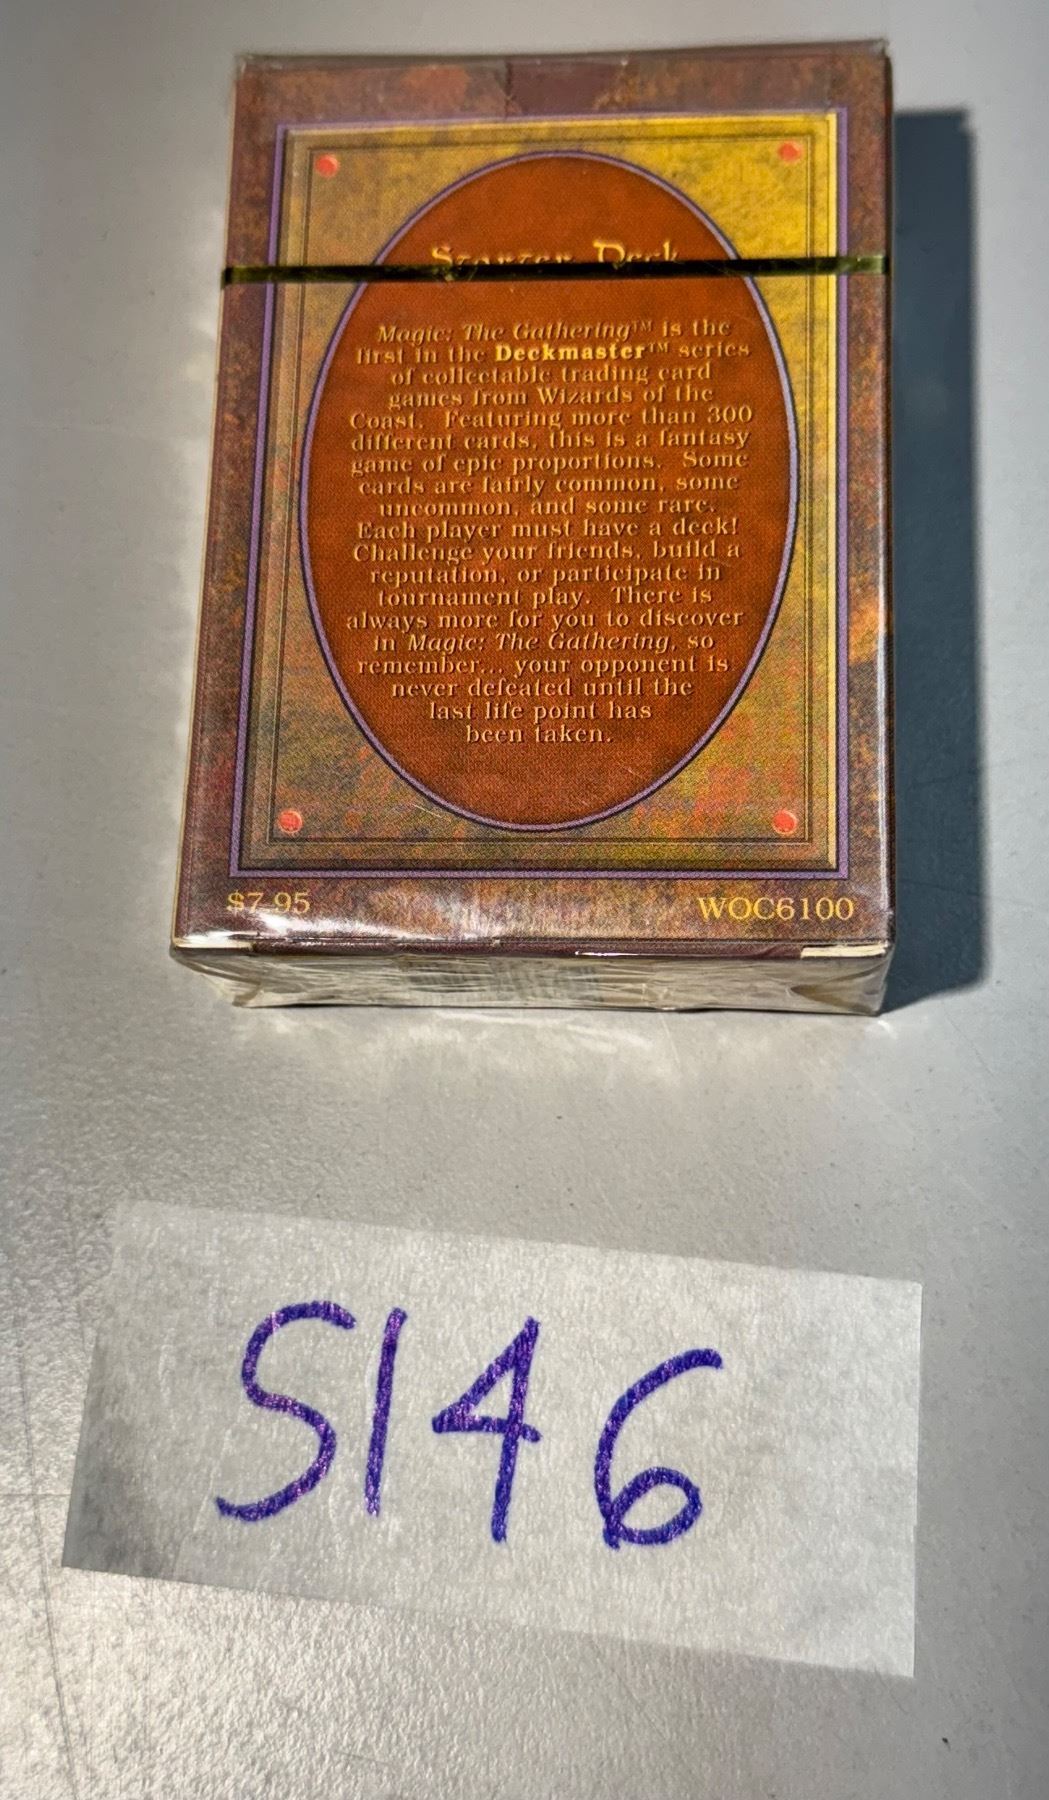 Starter Deck
Magic: The Gathering™ is the
first in the Deckmaster™ series
of collectable trading card
games from Wizards of the
Coast. Featuring more than 300
different cards, this is a fantasy
game of epic proportions. Some
cards are fairly common, some
uncommon, and some rare.
Each player must have a deck!
Challenge your friends, build a
reputation, or participate in
tournament play. There is
always more for you to discover
in Magic: The Gathering, so
remember... your opponent is
never defeated until the
last life point has
been taken.
$7.95
WOC6100
S146